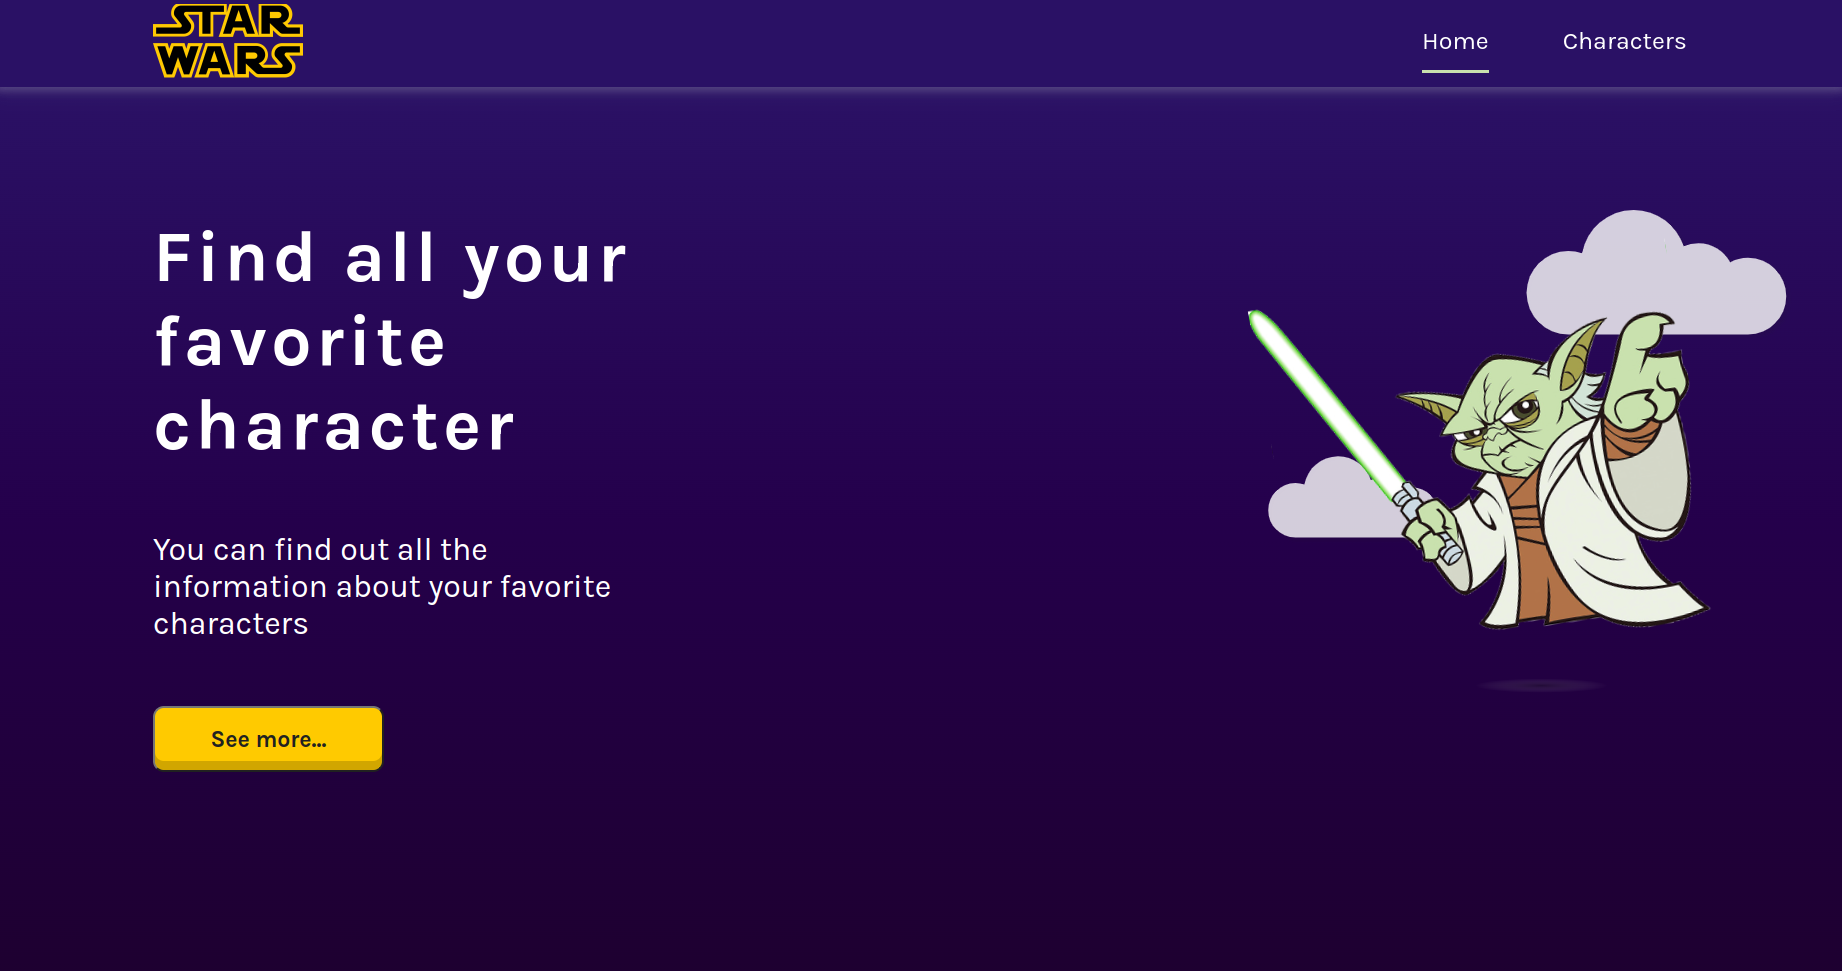 STAR
WARS
Home
Characters
Find all your
favorite
character
You can find out all the
information about your favorite
characters
See more...